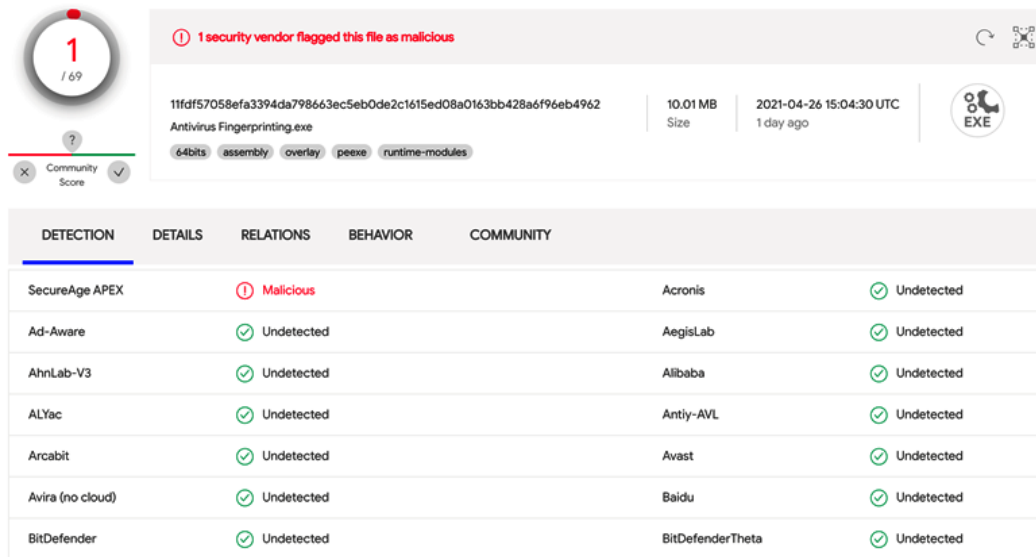 1
/ 69
?
Community
Score
1 security vendor flagged this file as malicious
11fdf57058efa3394da798663ec5eb0de2c1615ed08a0163bb428a6f96eb4962
Antivirus Fingerprinting.exe
64bits assembly overlay peexe runtime-modules
10.01 MB
Size
2021-04-26 15:04:30 UTC
1 day ago
EXE
DETECTION DETAILS RELATIONS BEHAVIOR COMMUNITY
SecureAge APEX Malicious Acronis Undetected
Ad-Aware Undetected AegisLab Undetected
AhnLab-V3 Undetected Alibaba Undetected
ALYac Undetected Antiy-AVL Undetected
Arcabit Undetected Avast Undetected
Avira (no cloud) Undetected Baidu Undetected
BitDefender Undetected BitDefenderTheta Undetected